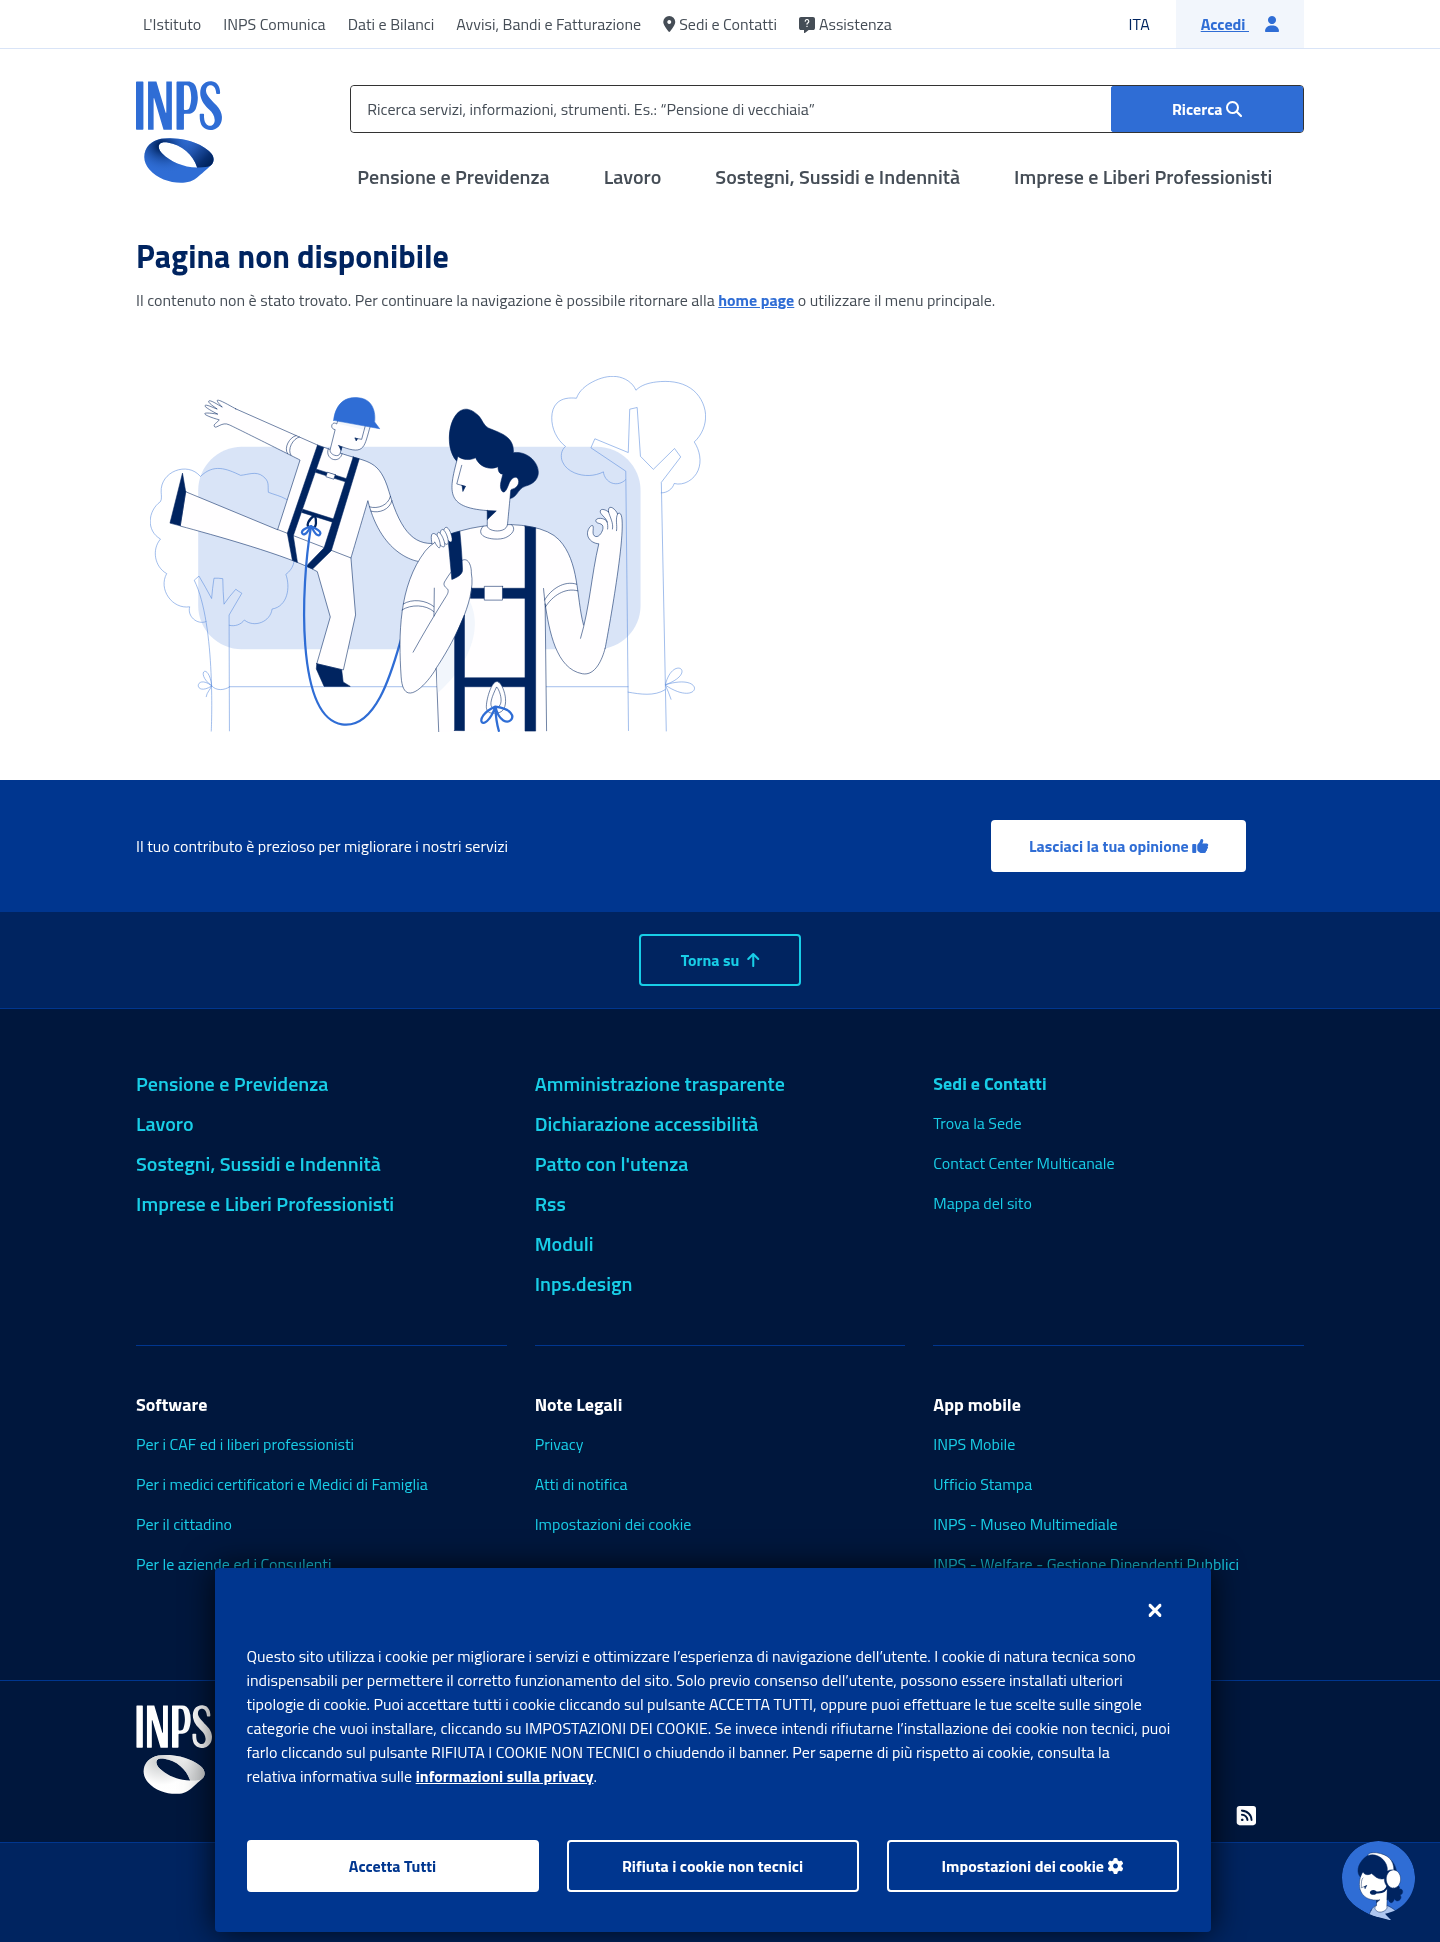 L'Istituto INPS Comunica Dati e Bilanci Avvisi, Bandi e Fatturazione Sedi e Contatti Assistenza ITA Accedi
INPS
Ricerca servizi, informazioni, strumenti. Es.: “Pensione di vecchiaia” Ricerca
Pensione e Previdenza Lavoro Sostegni, Sussidi e Indennità Imprese e Liberi Professionisti
Pagina non disponibile
Il contenuto non è stato trovato. Per continuare la navigazione è possibile ritornare alla home page o utilizzare il menu principale.
Il tuo contributo è prezioso per migliorare i nostri servizi Lasciaci la tua opinione
Torna su
Pensione e Previdenza
Lavoro
Sostegni, Sussidi e Indennità
Imprese e Liberi Professionisti
Amministrazione trasparente
Dichiarazione accessibilità
Patto con l'utenza
Rss
Moduli
Inps.design
Sedi e Contatti
Trova la Sede
Contact Center Multicanale
Mappa del sito
Software
Per i CAF ed i liberi professionisti
Per i medici certificatori e Medici di Famiglia
Per il cittadino
Per le aziende ed i Consulenti
Note Legali
Privacy
Atti di notifica
Impostazioni dei cookie
App mobile
INPS Mobile
Ufficio Stampa
INPS - Museo Multimediale
INPS - Welfare - Gestione Dipendenti Pubblici
INPS
Questo sito utilizza i cookie per migliorare i servizi e ottimizzare l’esperienza di navigazione dell’utente. I cookie di natura tecnica sono
indispensabili per permettere il corretto funzionamento del sito. Solo previo consenso dell’utente, possono essere installati ulteriori
tipologie di cookie. Puoi accettare tutti i cookie cliccando sul pulsante ACCETTA TUTTI, oppure puoi effettuare le tue scelte sulle singole
categorie che vuoi installare, cliccando su IMPOSTAZIONI DEI COOKIE. Se invece intendi rifiutarne l’installazione dei cookie non tecnici, puoi
farlo cliccando sul pulsante RIFIUTA I COOKIE NON TECNICI o chiudendo il banner. Per saperne di più rispetto ai cookie, consulta la
relativa informativa sulle informazioni sulla privacy.
Accetta Tutti Rifiuta i cookie non tecnici Impostazioni dei cookie